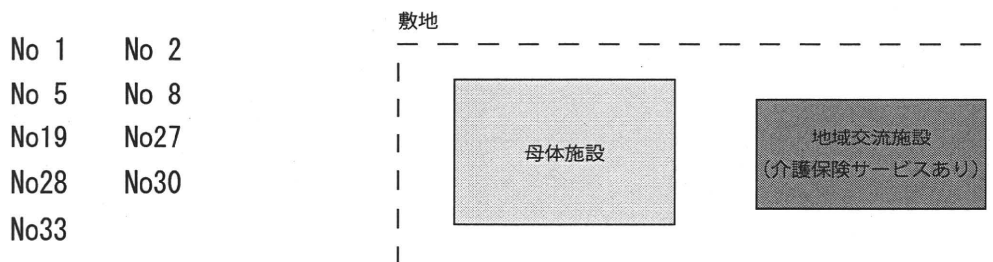 No 1 No 2
No 5 No 8
No19 No27
No28 No30
No33
敷地
母体施設
地域交流施設
(介護保険サービスあり)